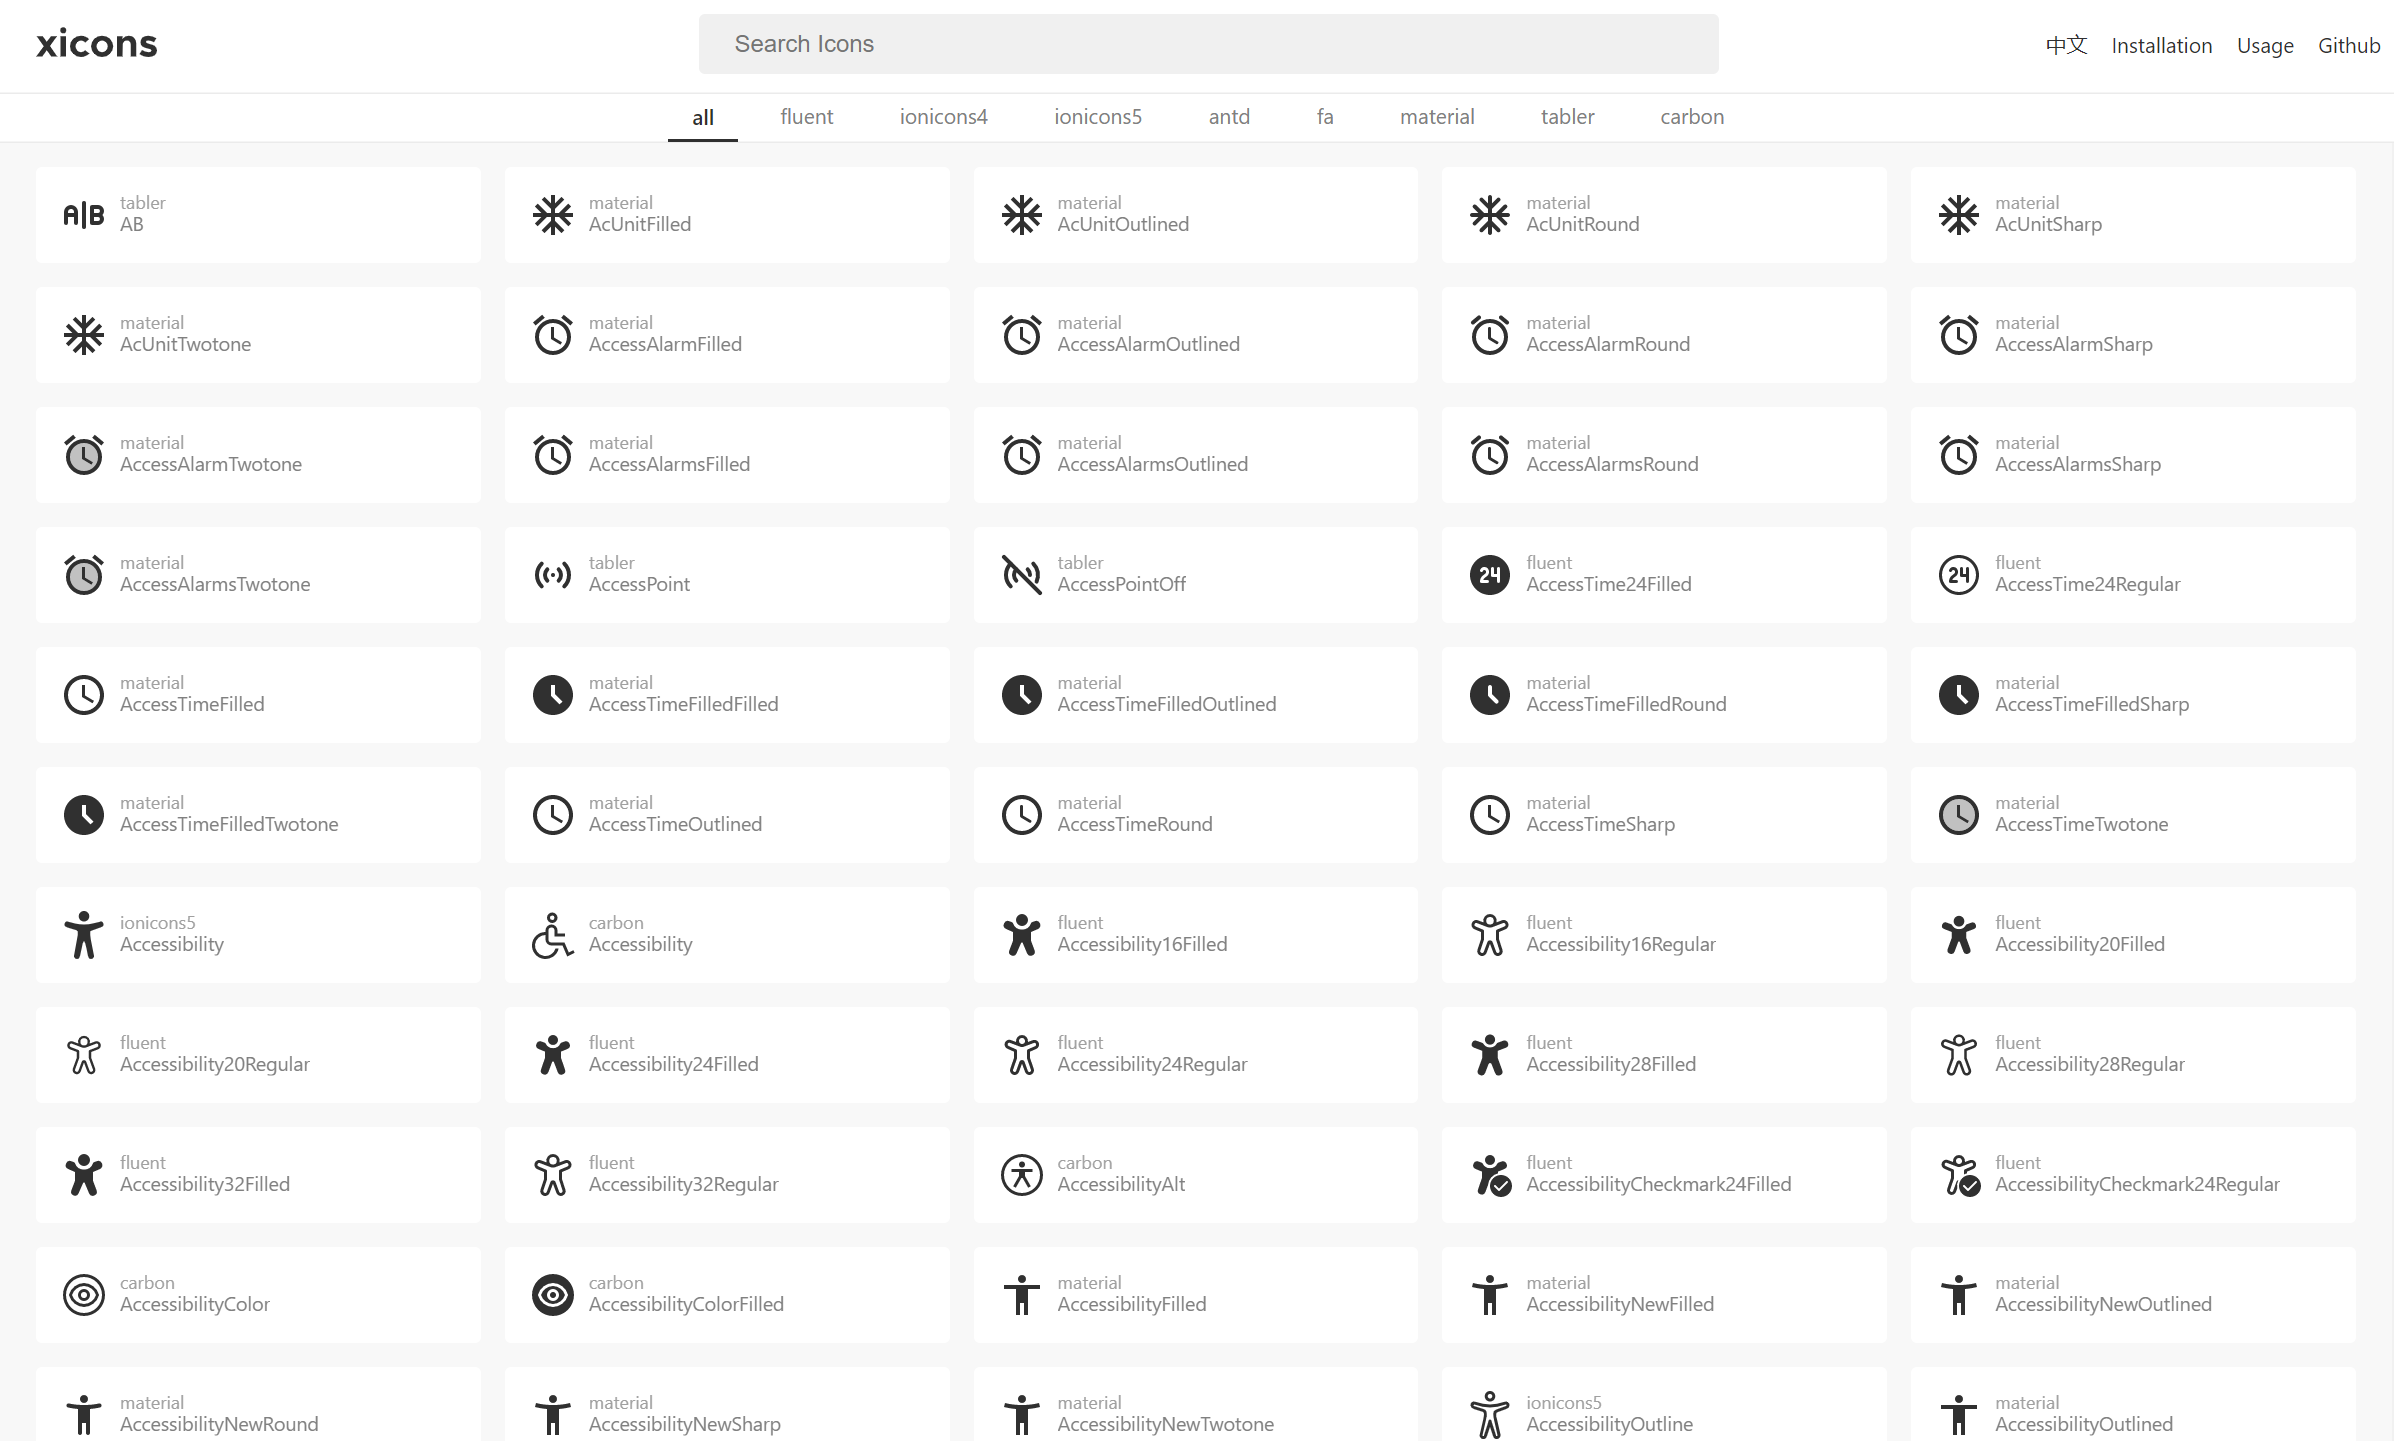 xicons
Search Icons
中文 Installation Usage Github
all fluent ionicons4 ionicons5 antd fa material tabler carbon
A|B
tabler
AB
material
AcUnitFilled
material
AcUnitOutlined
material
AcUnitRound
material
AcUnitSharp
material
AcUnitTwotone
material
AccessAlarmFilled
material
AccessAlarmOutlined
material
AccessAlarmRound
material
AccessAlarmSharp
material
AccessAlarmTwotone
material
AccessAlarmsFilled
material
AccessAlarmsOutlined
material
AccessAlarmsRound
material
AccessAlarmsSharp
material
AccessAlarmsTwotone
tabler
AccessPoint
tabler
AccessPointOff
24
fluent
AccessTime24Filled
24
fluent
AccessTime24Regular
material
AccessTimeFilled
material
AccessTimeFilledFilled
material
AccessTimeFilledOutlined
material
AccessTimeFilledRound
material
AccessTimeFilledSharp
material
AccessTimeFilledTwotone
material
AccessTimeOutlined
material
AccessTimeRound
material
AccessTimeSharp
material
AccessTimeTwotone
ionicons5
Accessibility
carbon
Accessibility
fluent
Accessibility16Filled
fluent
Accessibility16Regular
fluent
Accessibility20Filled
fluent
Accessibility20Regular
fluent
Accessibility24Filled
fluent
Accessibility24Regular
fluent
Accessibility28Filled
fluent
Accessibility28Regular
fluent
Accessibility32Filled
fluent
Accessibility32Regular
carbon
AccessibilityAlt
fluent
AccessibilityCheckmark24Filled
fluent
AccessibilityCheckmark24Regular
carbon
AccessibilityColor
carbon
AccessibilityColorFilled
material
AccessibilityFilled
material
AccessibilityNewFilled
material
AccessibilityNewOutlined
material
AccessibilityNewRound
material
AccessibilityNewSharp
material
AccessibilityNewTwotone
ionicons5
AccessibilityOutline
material
AccessibilityOutlined